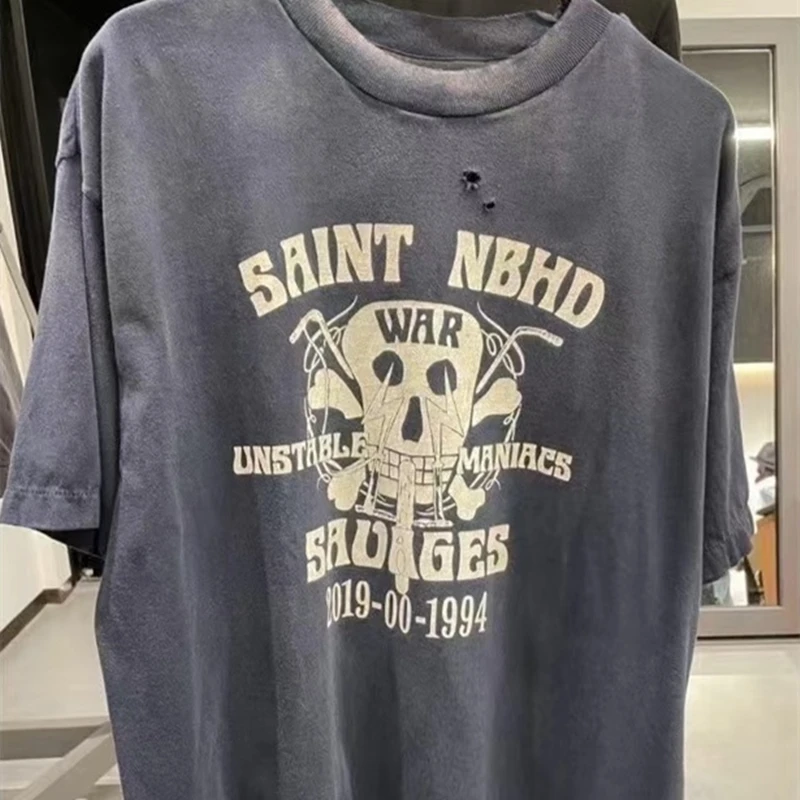 SAINT NBHD
WAR
UNSTABLE MANIACS
SAVAGES
2019-00-1994